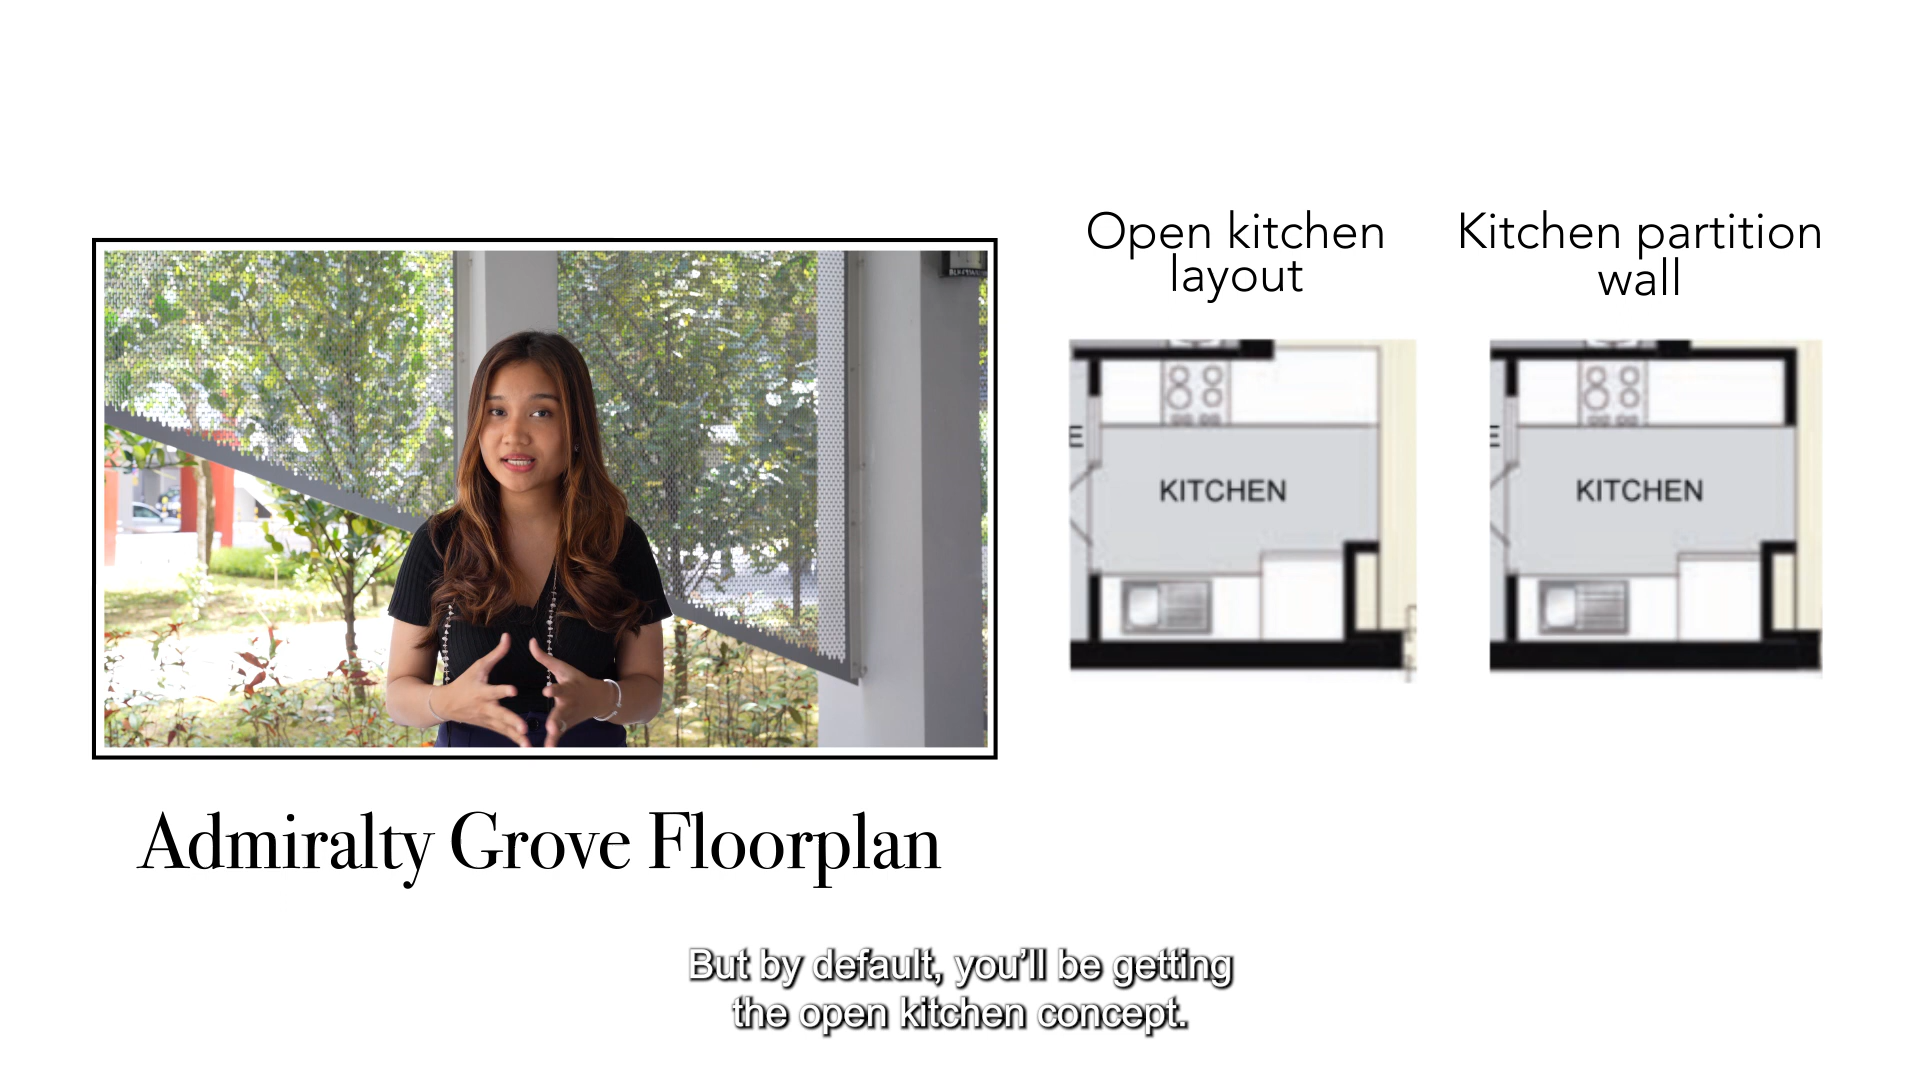 Open kitchen
layout
Kitchen partition
wall
E
KITCHEN
E
KITCHEN
Admiralty Grove Floorplan
But by default, you'll be getting
the open kitchen concept.